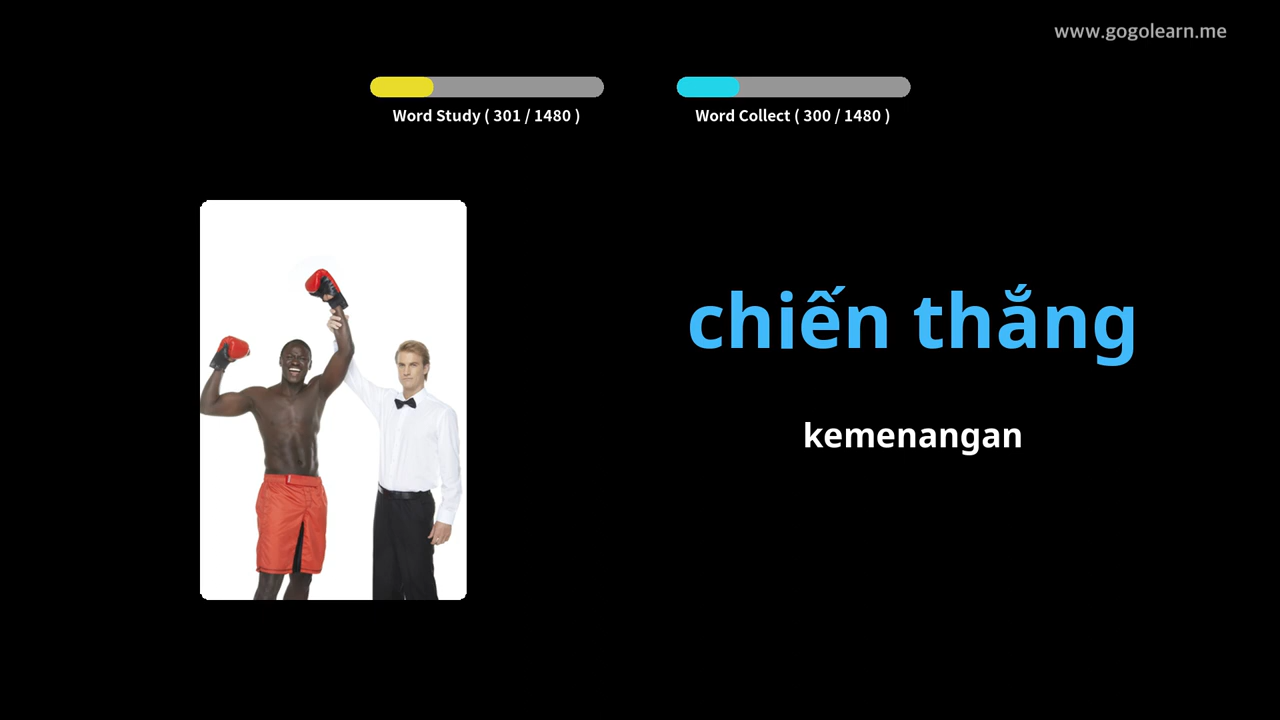 www.gogolearn.me
Word Study ( 301 / 1480 )
Word Collect ( 300 / 1480 )
chiến thắng
kemenangan